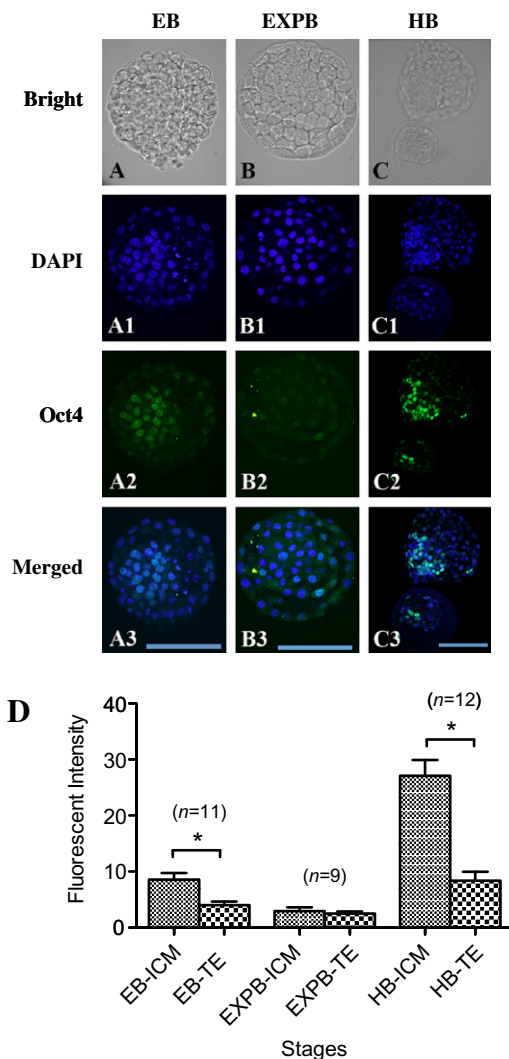 EB EXPB HB
Bright
A B C
DAPI
A1 B1 C1
Oct4
A2 B2 C2
Merged
A3 B3 C3
D
Fluorescent Intensity
40
30
20
10
0
(n=11)
*
(n=9)
(n=12)
*
EB-ICM
EB-TE
EXPB-ICM
EXPB-TE
HB-ICM
HB-TE
Stages